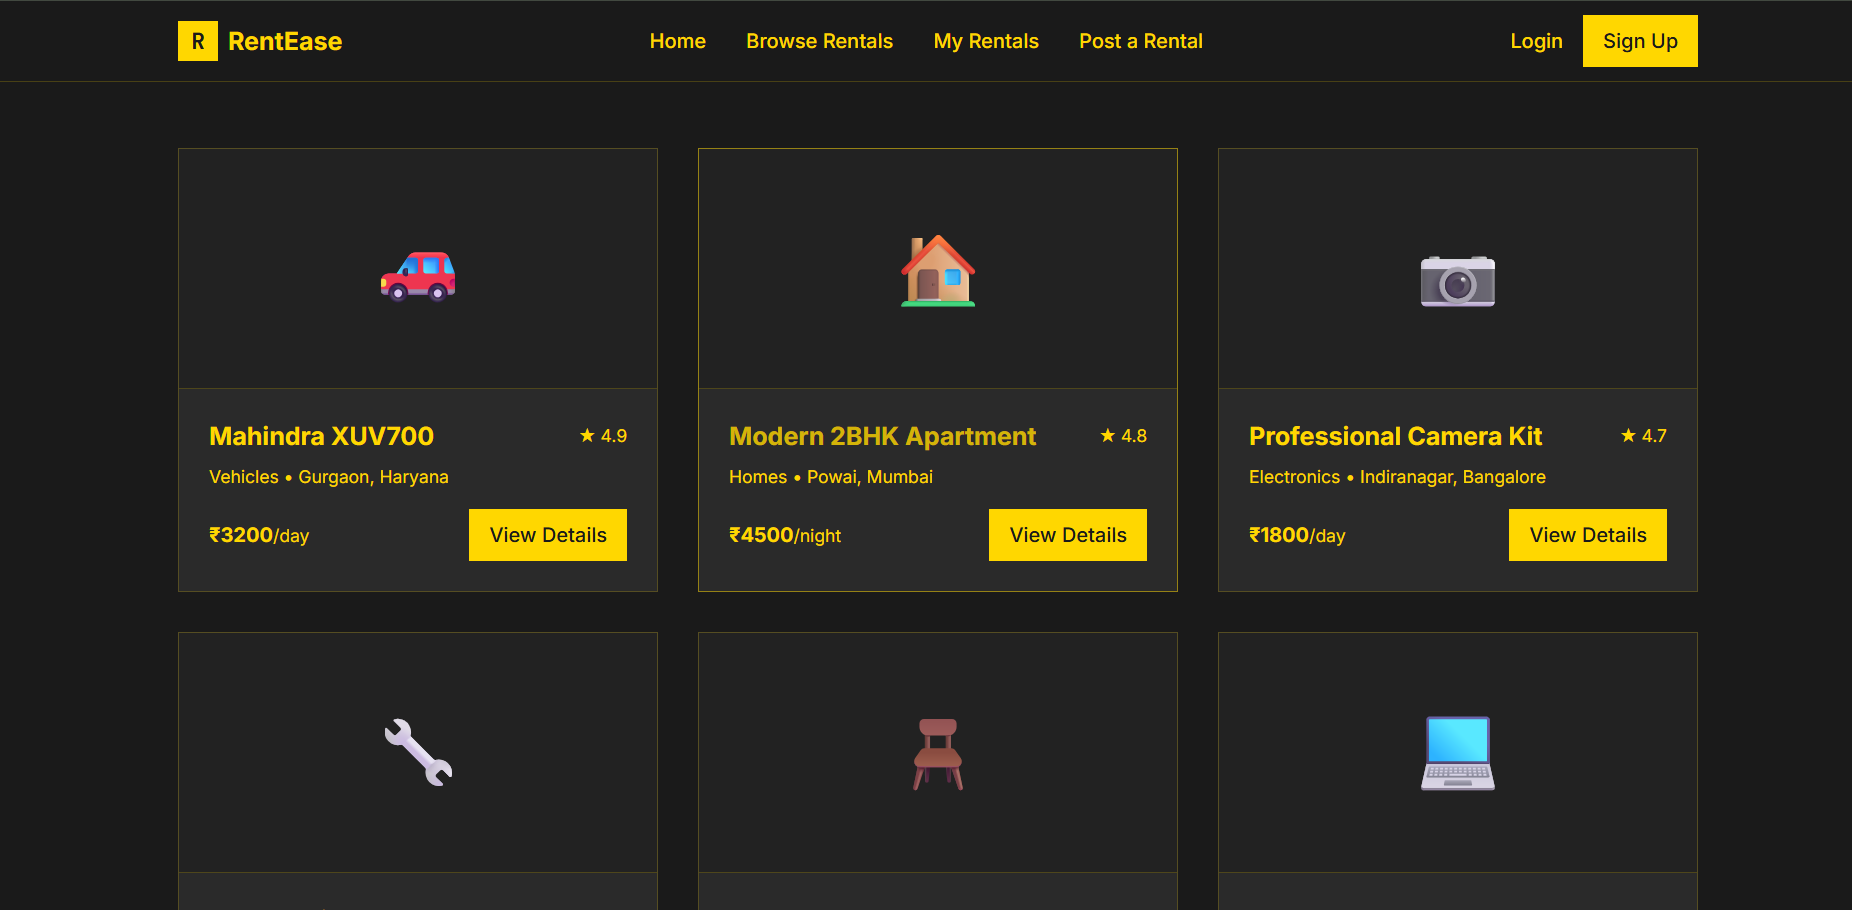 R RentEase
Home Browse Rentals My Rentals Post a Rental
Login Sign Up
Mahindra XUV700 ★ 4.9
Vehicles • Gurgaon, Haryana
₹3200/day View Details
Modern 2BHK Apartment ★ 4.8
Homes • Powai, Mumbai
₹4500/night View Details
Professional Camera Kit ★ 4.7
Electronics • Indiranagar, Bangalore
₹1800/day View Details